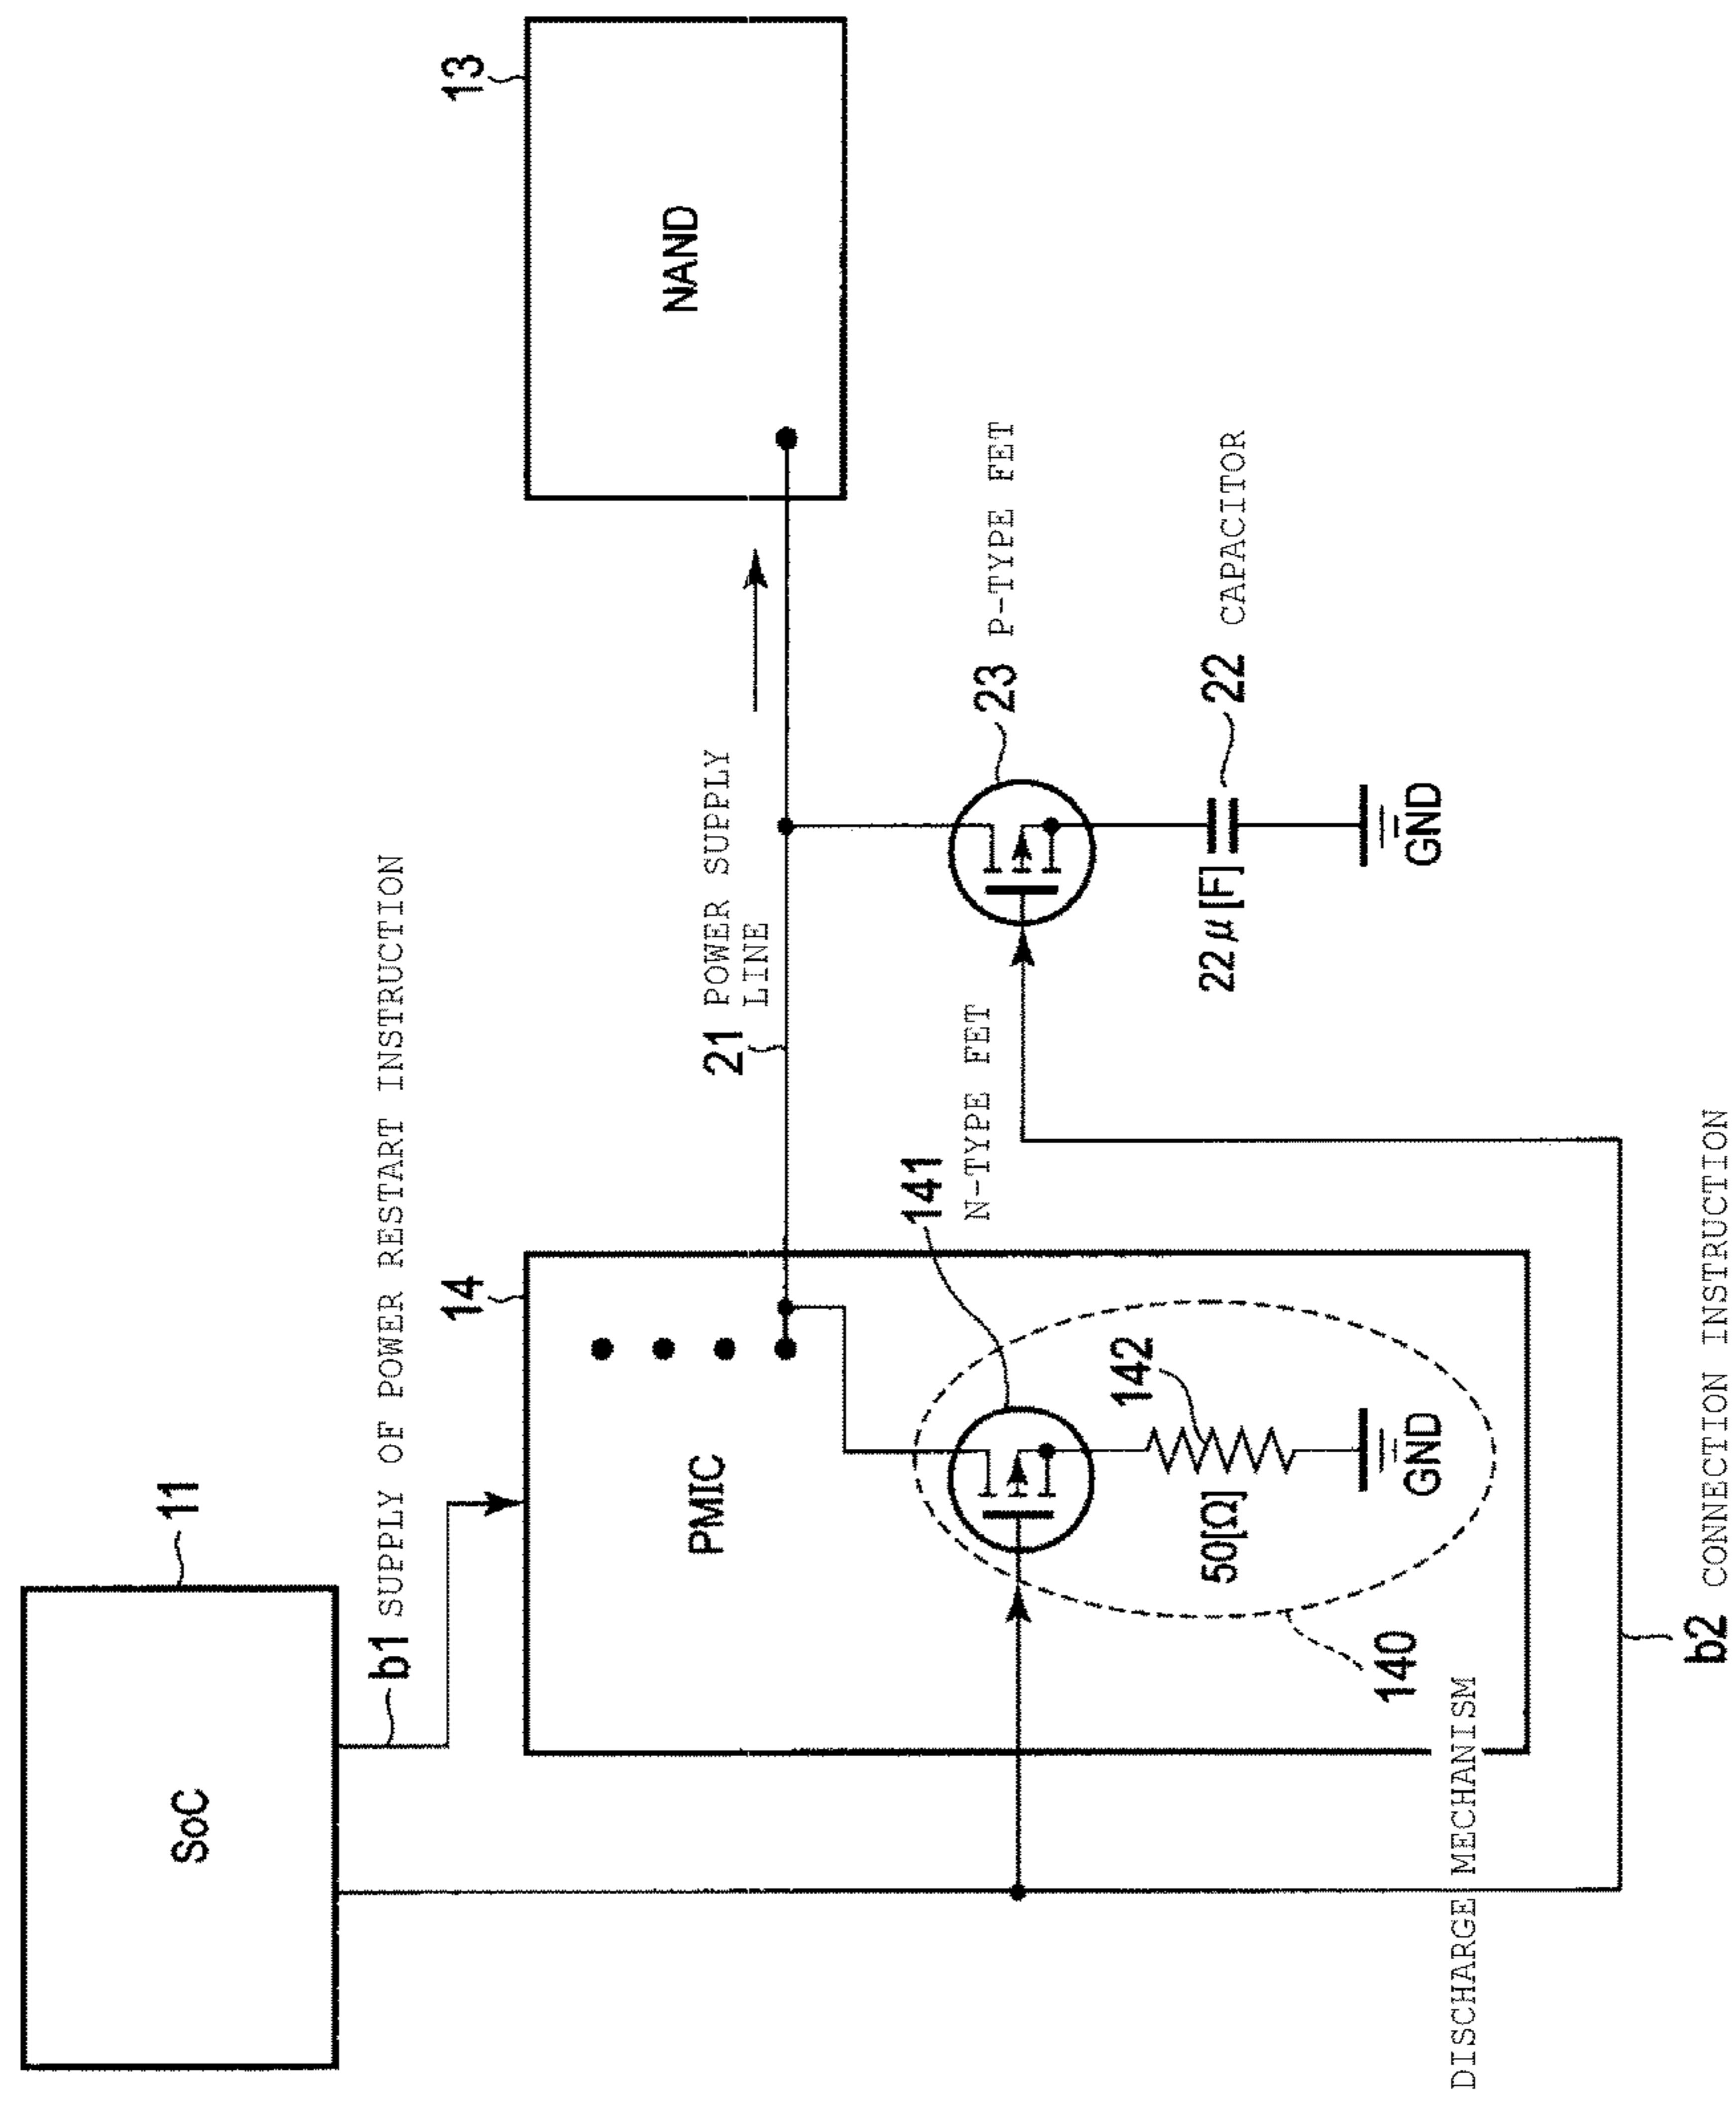 11
SoC
b1 SUPPLY OF POWER RESTART INSTRUCTION
14
PMIC
13
NAND
21 POWER SUPPLY
LINE
141
N-TYPE FET
23 P-TYPE FET
142
50[Ω]
GND
140
DISCHARGE MECHANISM
22μ[F]
22 CAPACITOR
GND
b2 CONNECTION INSTRUCTION